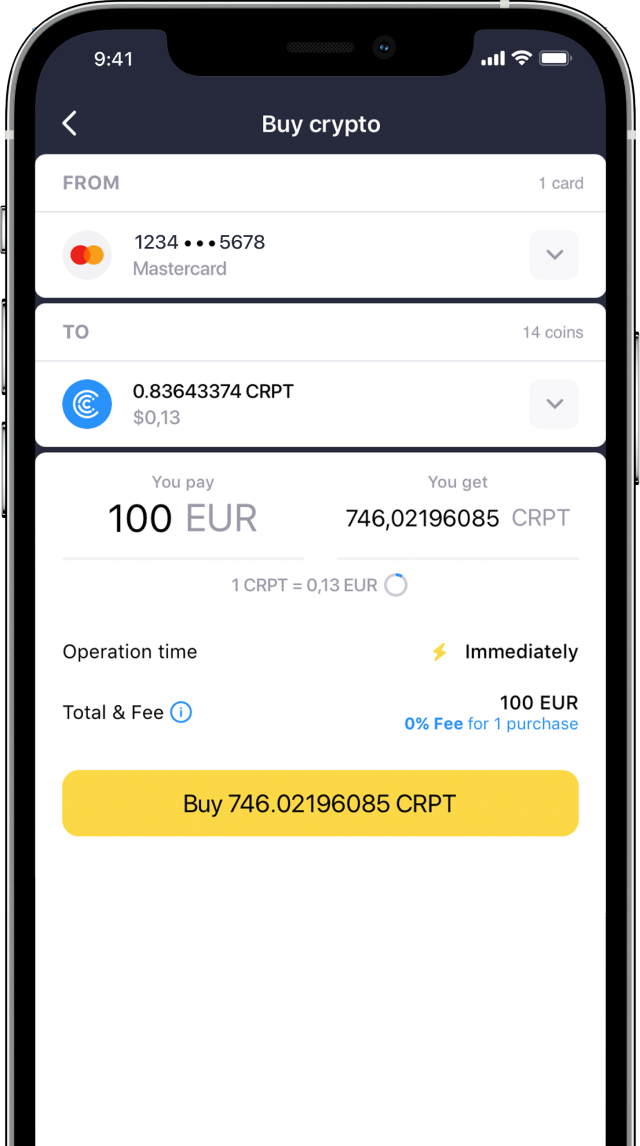 9:41
Buy crypto
FROM 1 card
1234 ••• 5678
Mastercard
TO 14 coins
0.83643374 CRPT
$0,13
You pay You get
100 EUR 746,02196085 CRPT
1 CRPT = 0,13 EUR
Operation time ⚡ Immediately
100 EUR
Total & Fee
0% Fee for 1 purchase
Buy 746.02196085 CRPT